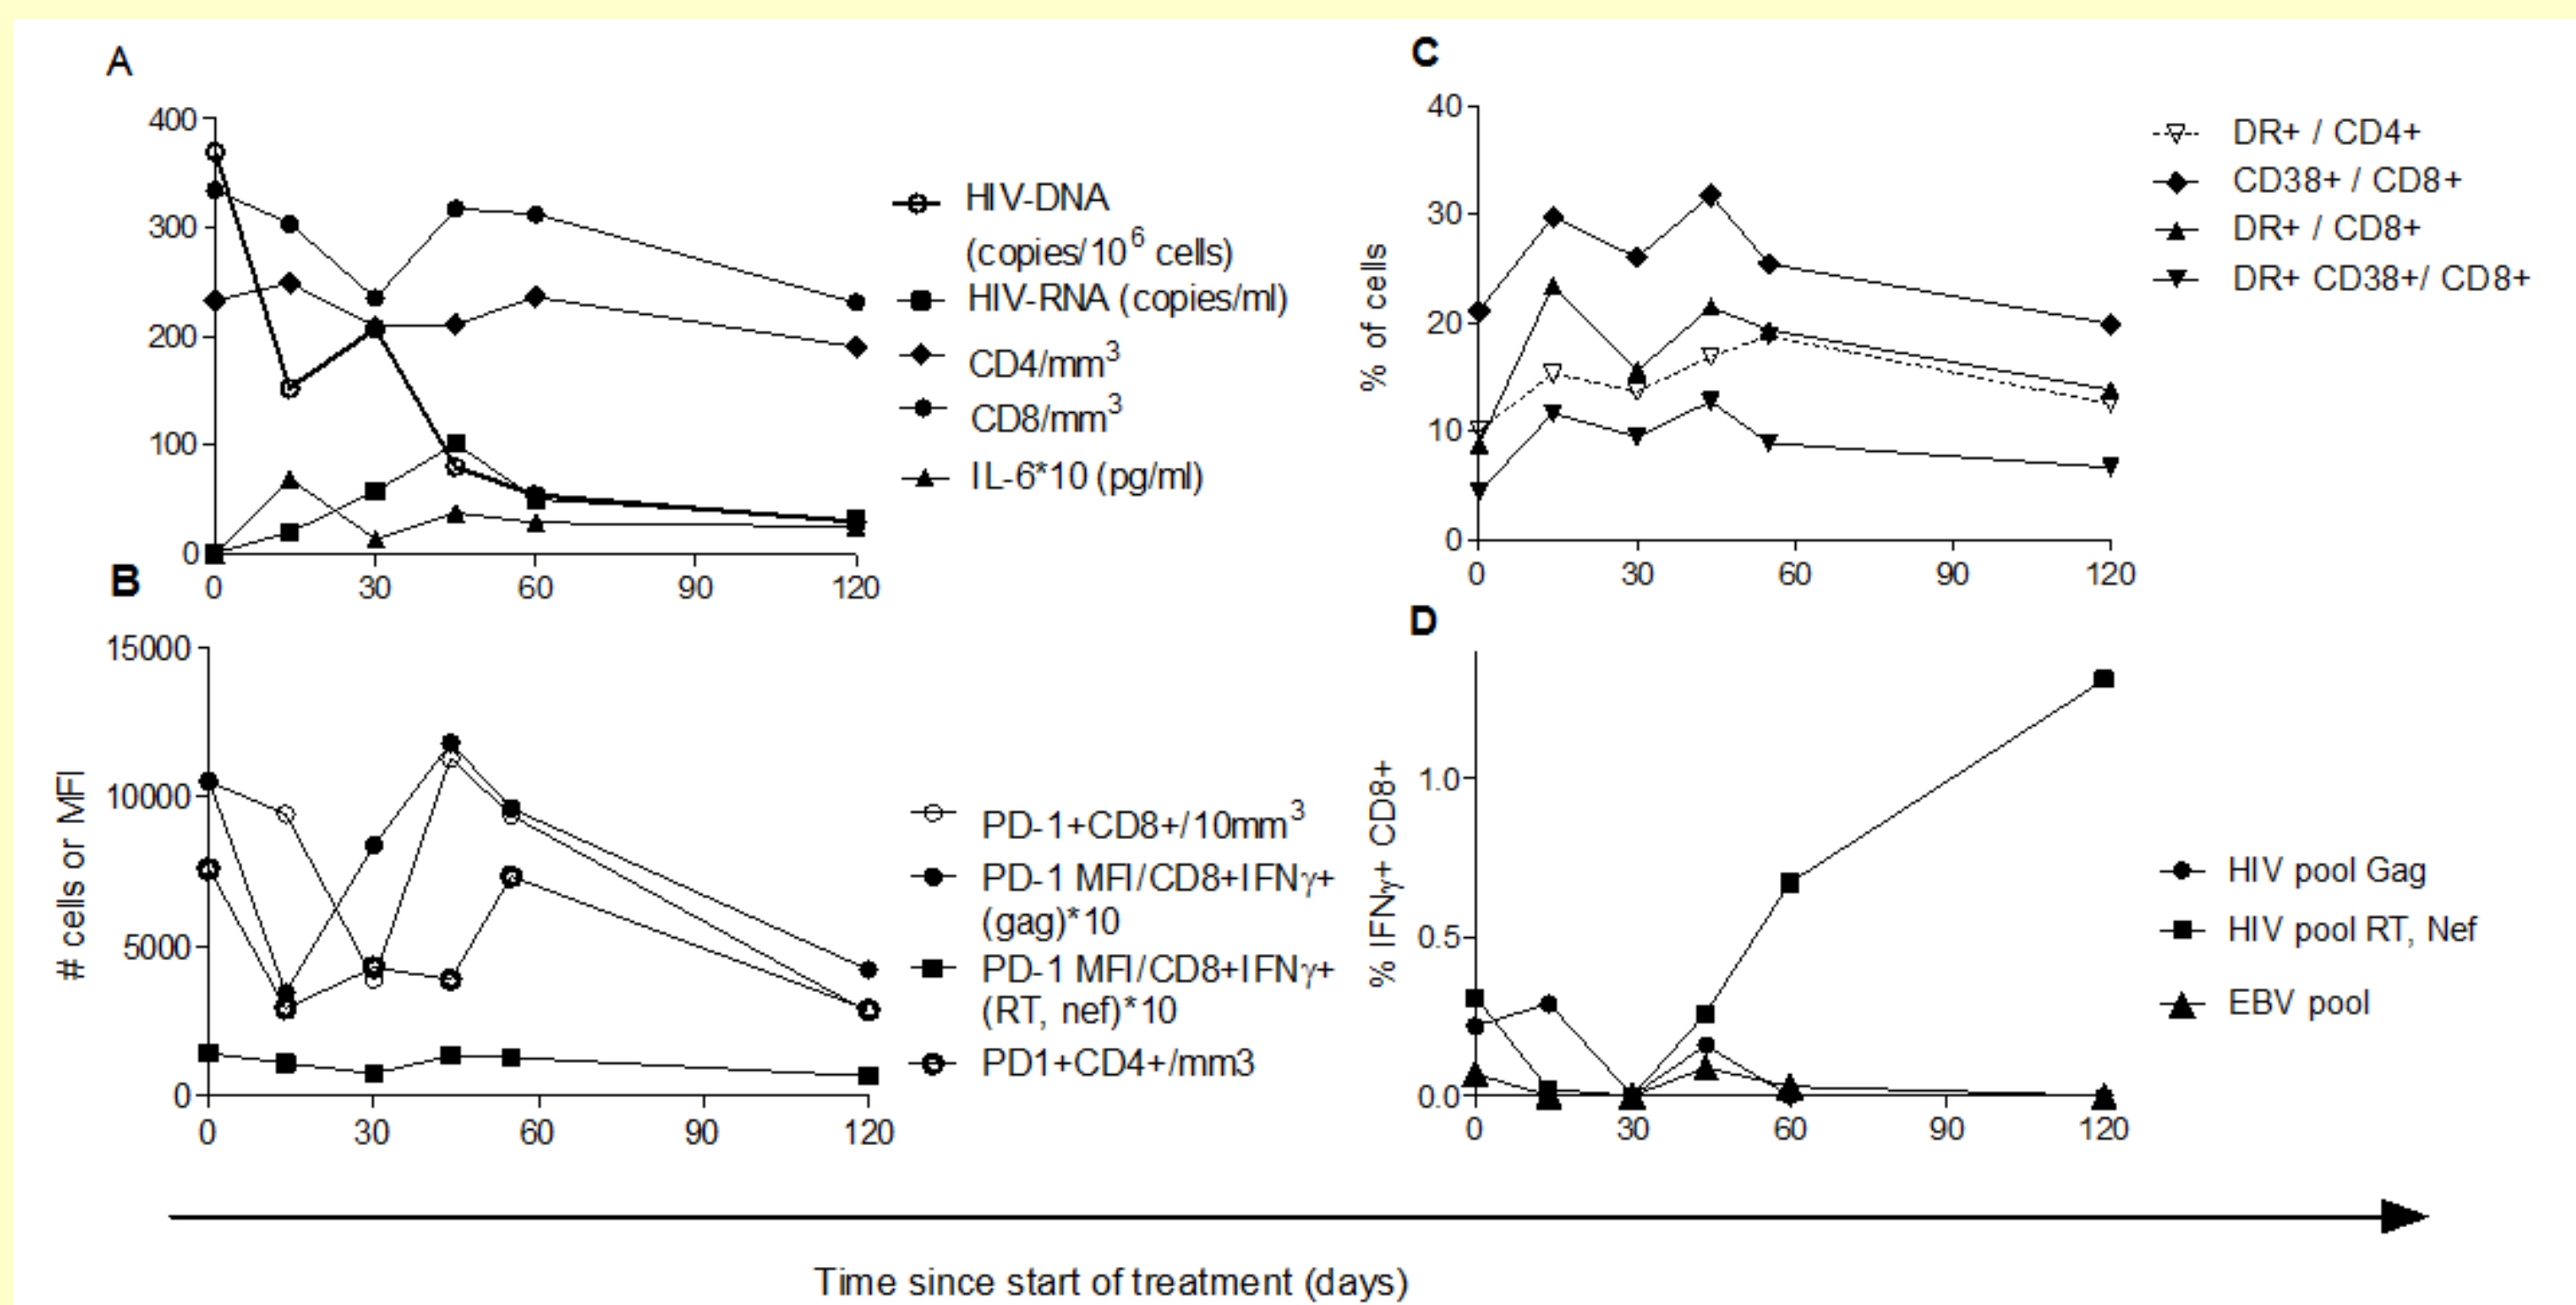 A
400
300
200
100
0
0 30 60 90 120
HIV-DNA
(copies/10⁶ cells)
HIV-RNA (copies/ml)
CD4/mm³
CD8/mm³
IL-6*10 (pg/ml)
B
15000
10000
5000
0
# cells or MFI
0 30 60 90 120
PD-1+CD8+/10mm³
PD-1 MFI/CD8+IFNγ+
(gag)*10
PD-1 MFI/CD8+IFNγ+
(RT, nef)*10
PD1+CD4+/mm3
C
40
30
20
10
0
% of cells
0 30 60 90 120
DR+ / CD4+
CD38+ / CD8+
DR+ / CD8+
DR+ CD38+/ CD8+
D
1.0
0.5
0.0
% IFNγ+ CD8+
0 30 60 90 120
HIV pool Gag
HIV pool RT, Nef
EBV pool
Time since start of treatment (days)